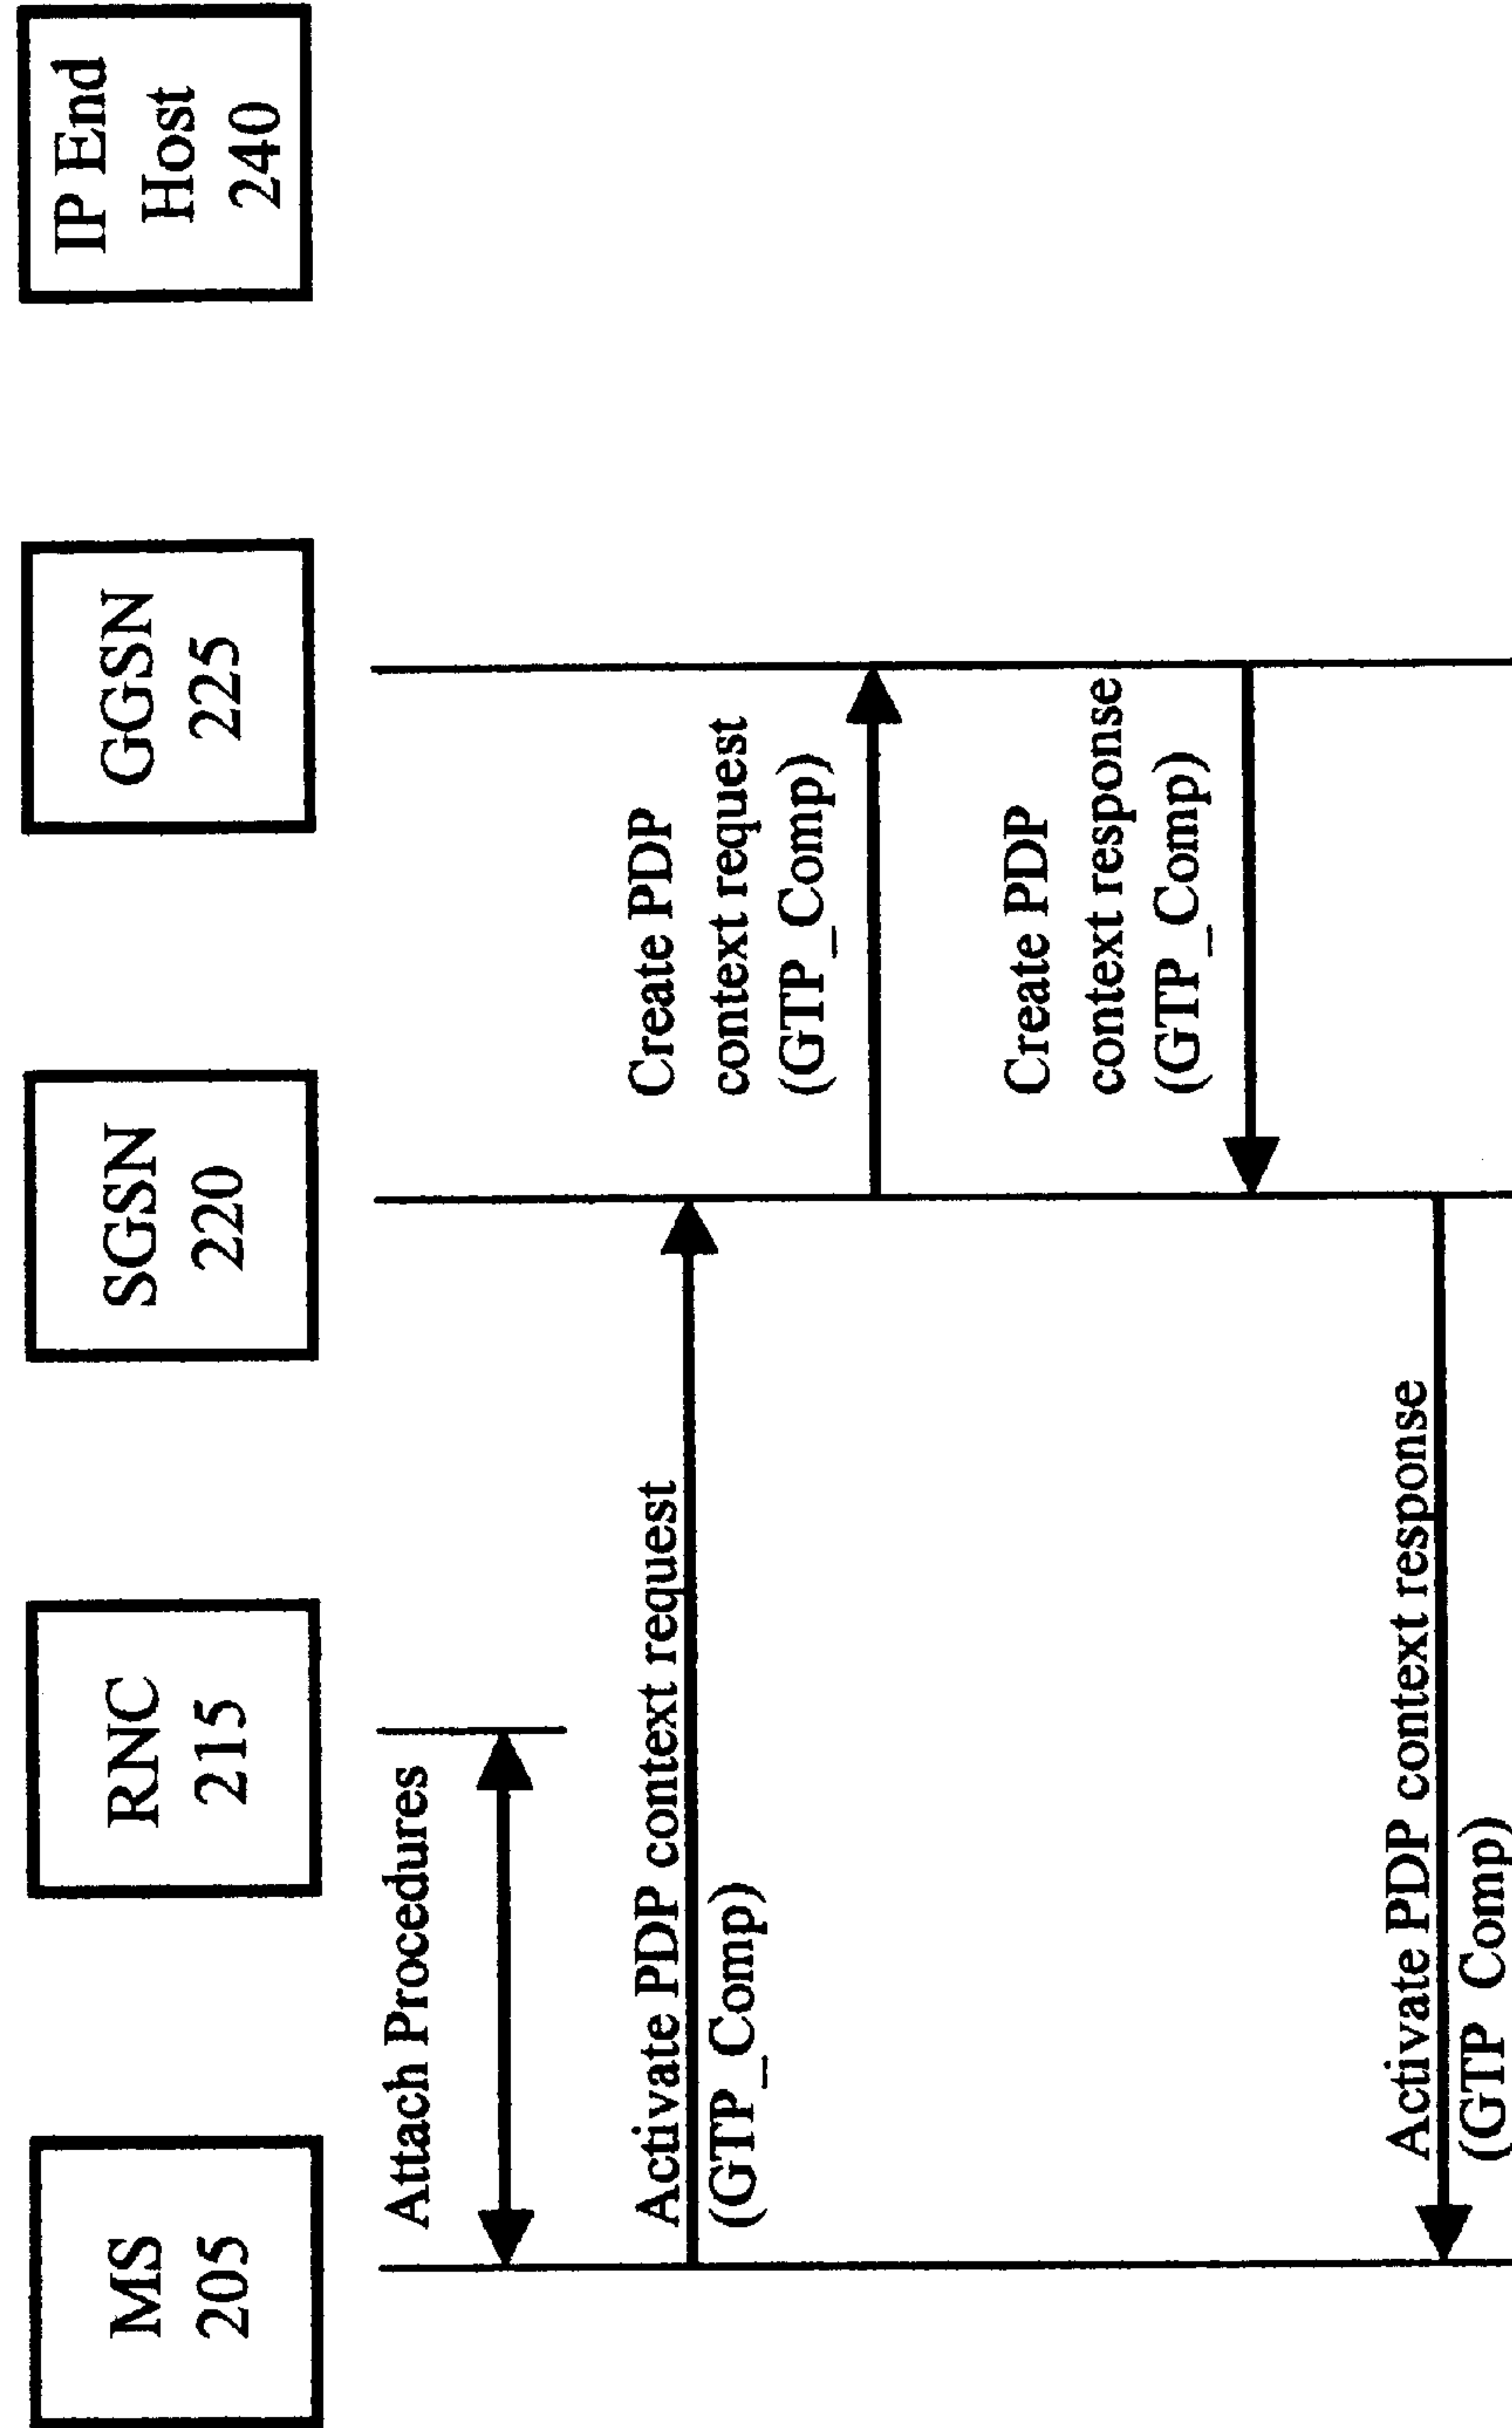 MS
205
RNC
215
SGSN
220
GGSN
225
IP End
Host
240
Attach Procedures
Activate PDP context request
(GTP_Comp)
Create PDP
context request
(GTP_Comp)
Create PDP
context response
(GTP_Comp)
Activate PDP context response
(GTP_Comp)